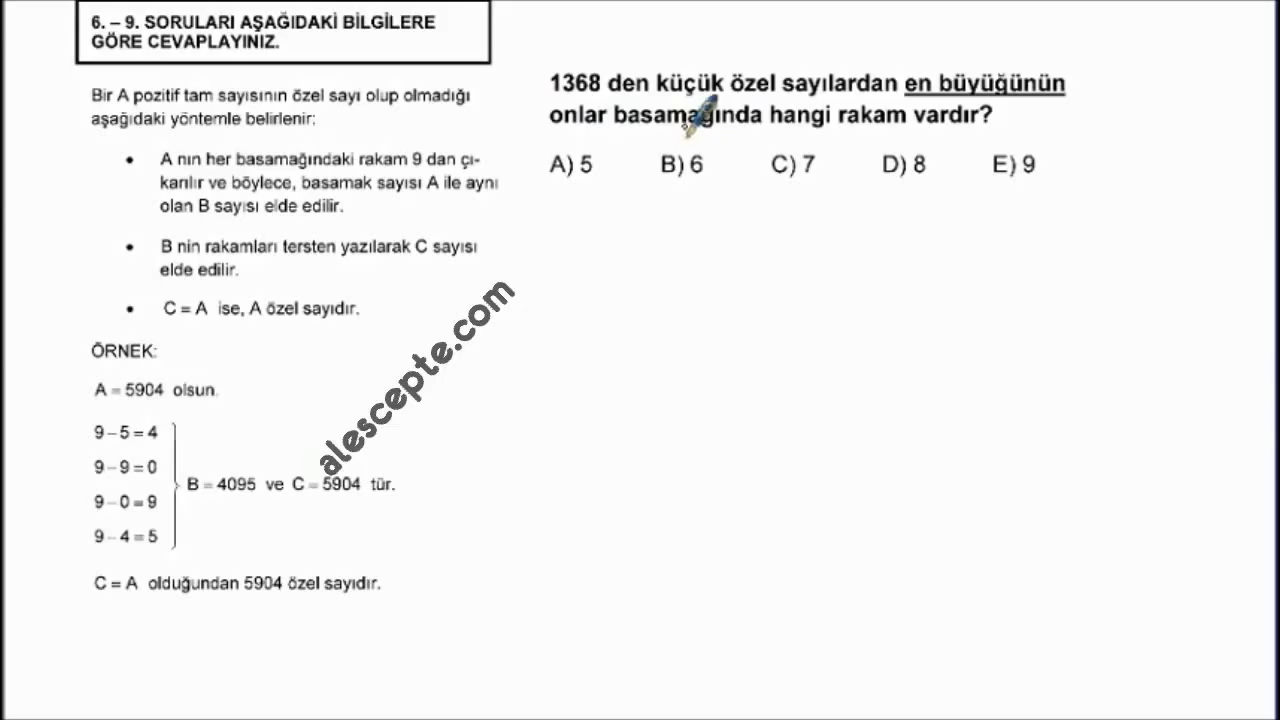 6. – 9. SORULARI AŞAĞIDAKİ BİLGİLERE
GÖRE CEVAPLAYINIZ.
Bir A pozitif tam sayısının özel sayı olup olmadığı
aşağıdaki yöntemle belirlenir:
• A nın her basamağındaki rakam 9 dan çı-
karılır ve böylece, basamak sayısı A ile aynı
olan B sayısı elde edilir.
• B nin rakamları tersten yazılarak C sayısı
elde edilir.
• C = A ise, A özel sayıdır.
ÖRNEK:
A = 5904 olsun.
9 – 5 = 4
9 – 9 = 0
9 – 0 = 9
9 – 4 = 5
B = 4095 ve C = 5904 tür.
C = A olduğundan 5904 özel sayıdır.
alescepte.com
1368 den küçük özel sayılardan en büyüğünün
onlar basamağında hangi rakam vardır?
A) 5 B) 6 C) 7 D) 8 E) 9